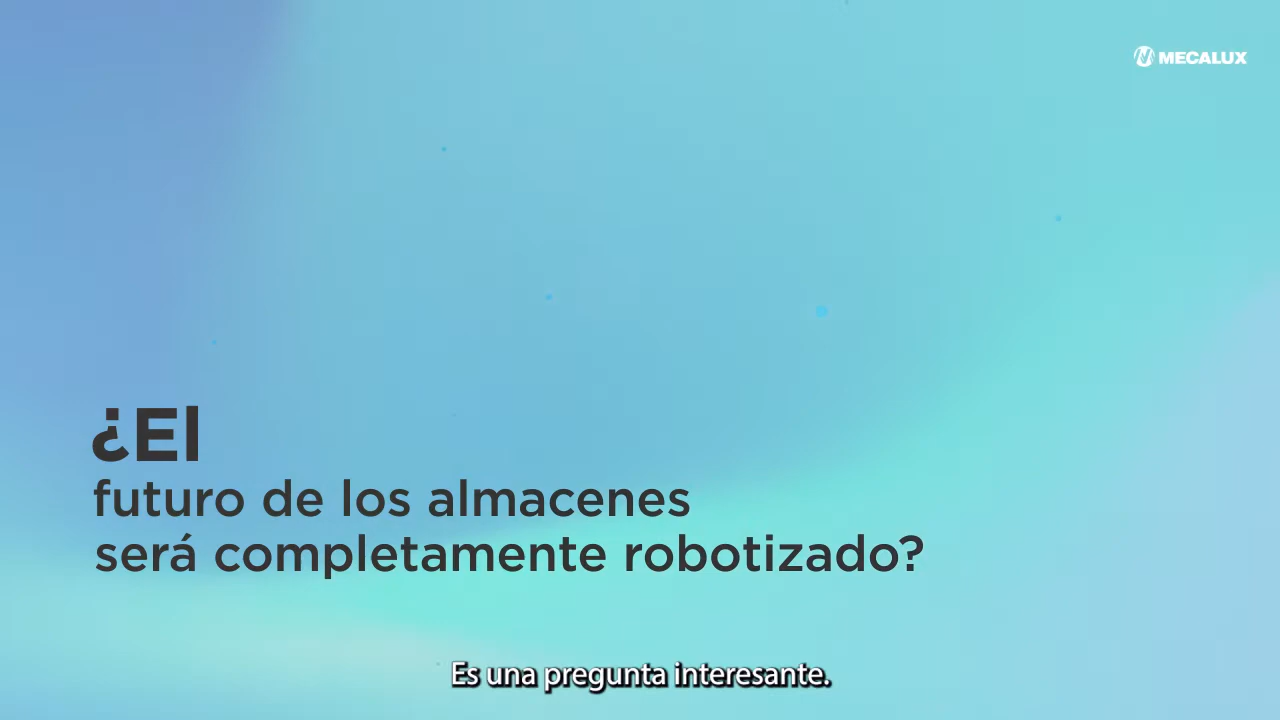 MECALUX
¿El
futuro de los almacenes
será completamente robotizado?
Es una pregunta interesante.